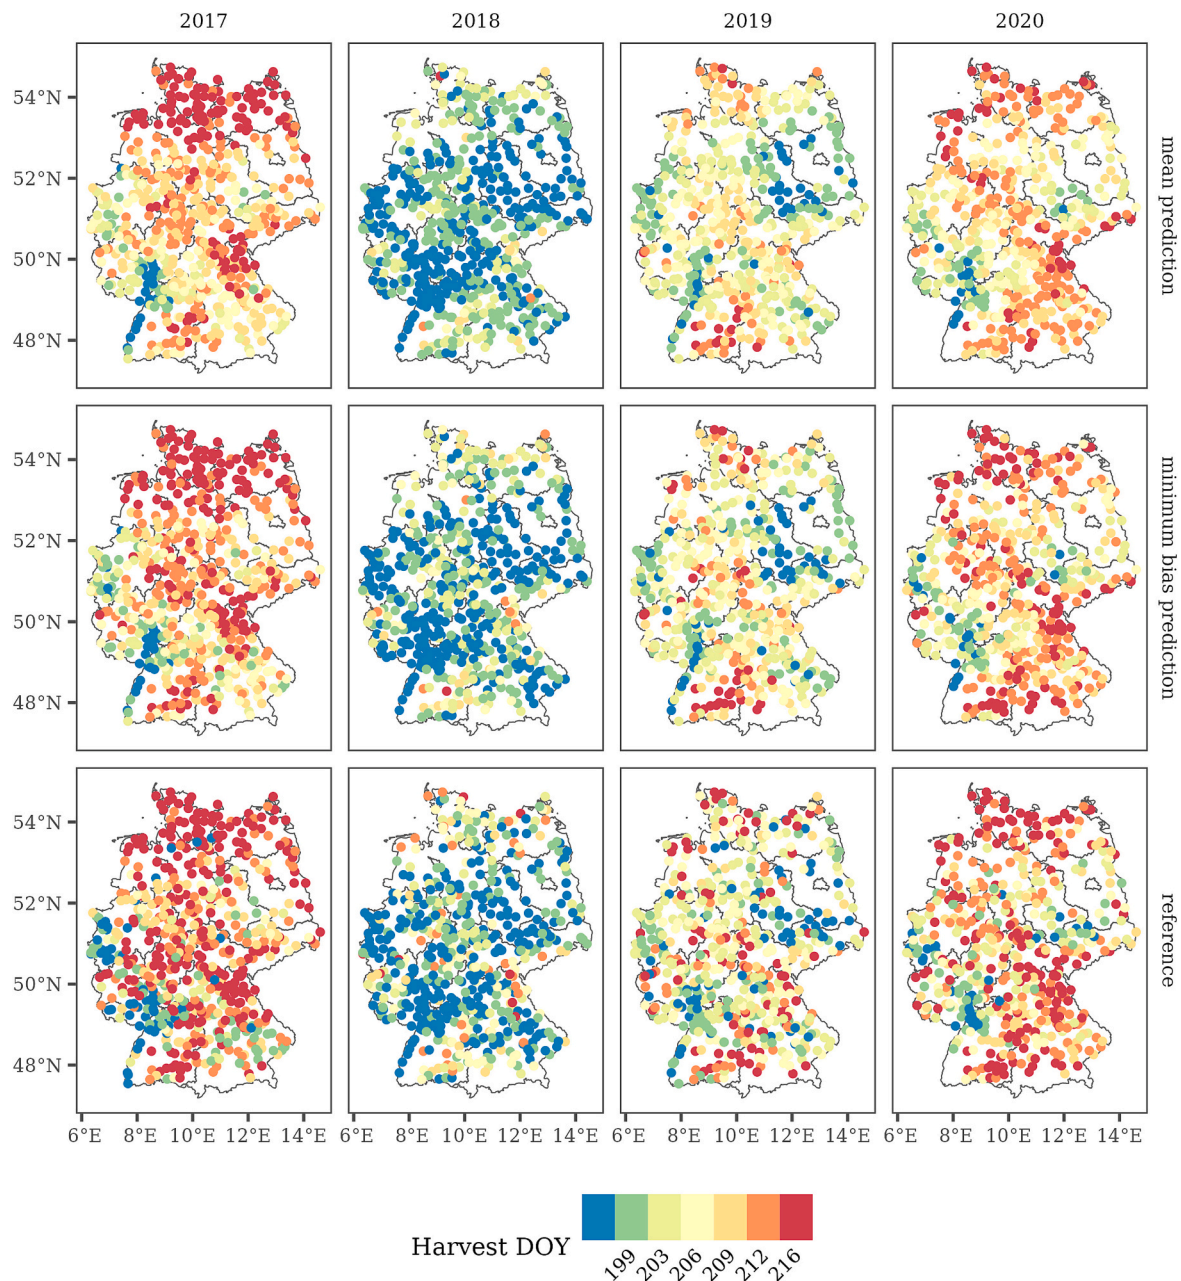 2017 2018 2019 2020
54°N
52°N
50°N
48°N
mean prediction
54°N
52°N
50°N
48°N
minimum bias prediction
54°N
52°N
50°N
48°N
reference
6°E 8°E 10°E 12°E 14°E 6°E 8°E 10°E 12°E 14°E 6°E 8°E 10°E 12°E 14°E 6°E 8°E 10°E 12°E 14°E
Harvest DOY
199 203 206 209 212 216